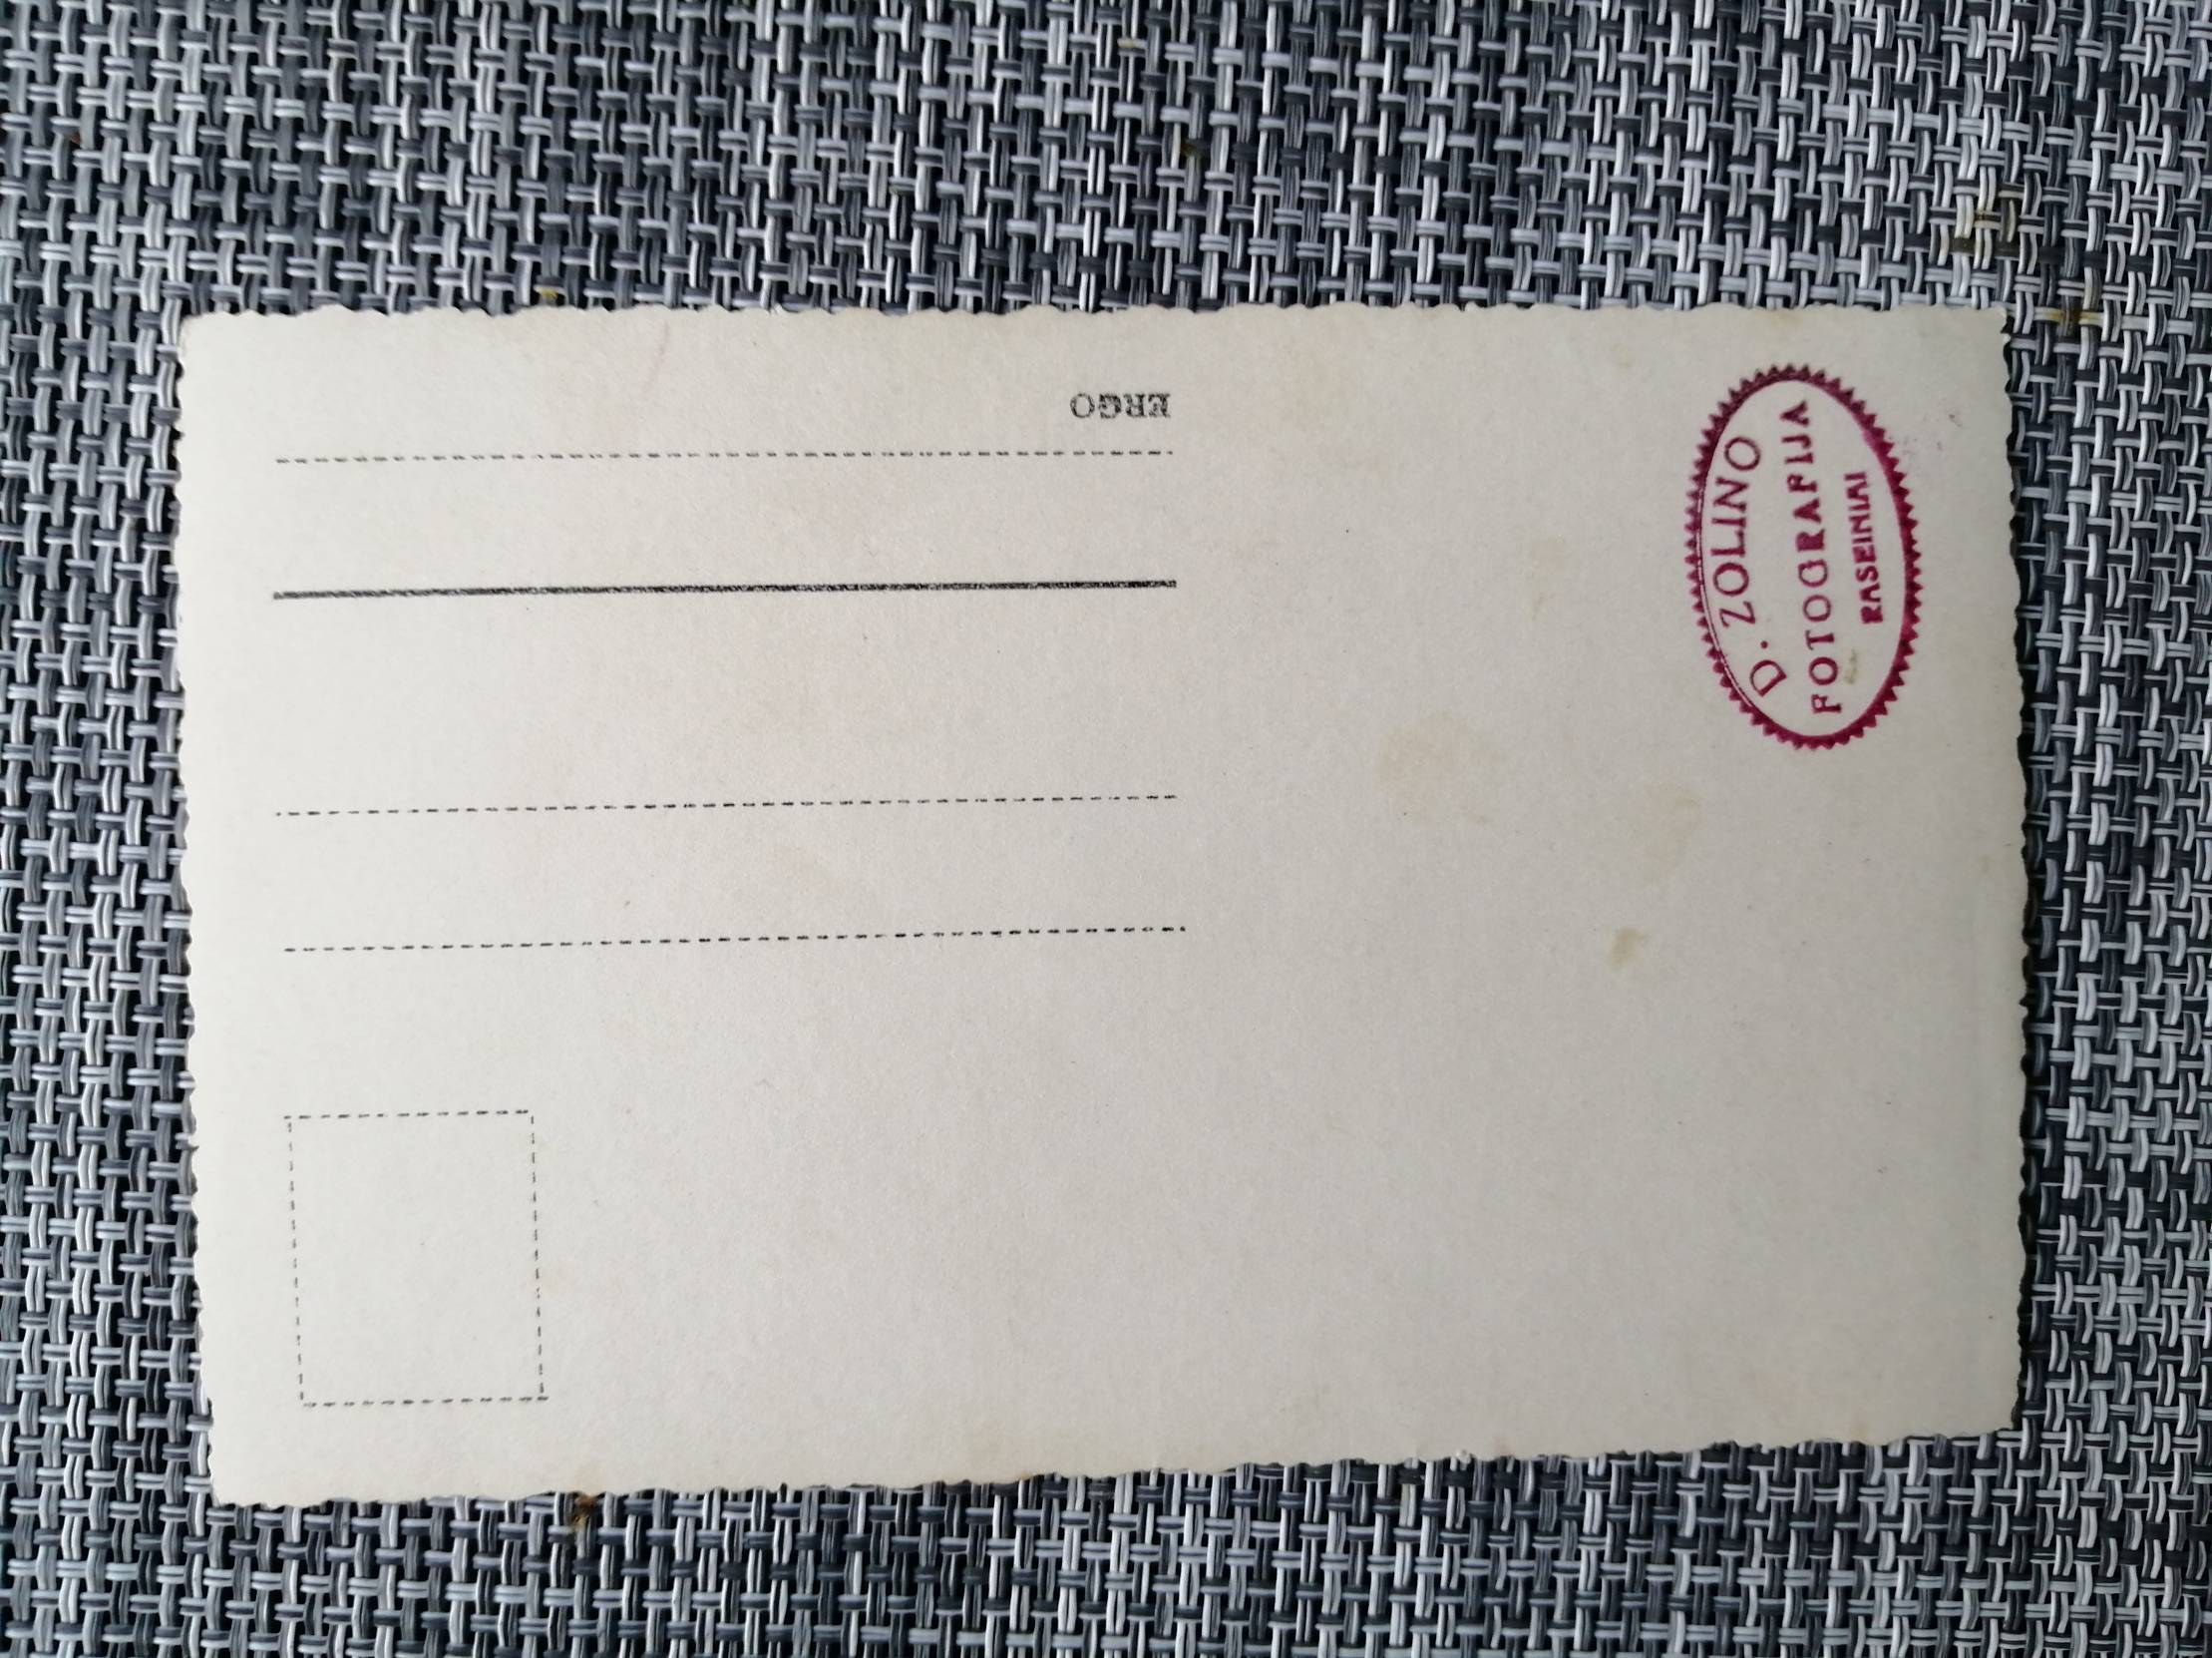 ERGO
D. ZOLINO
FOTOGRAFIJA
RASEINIAI